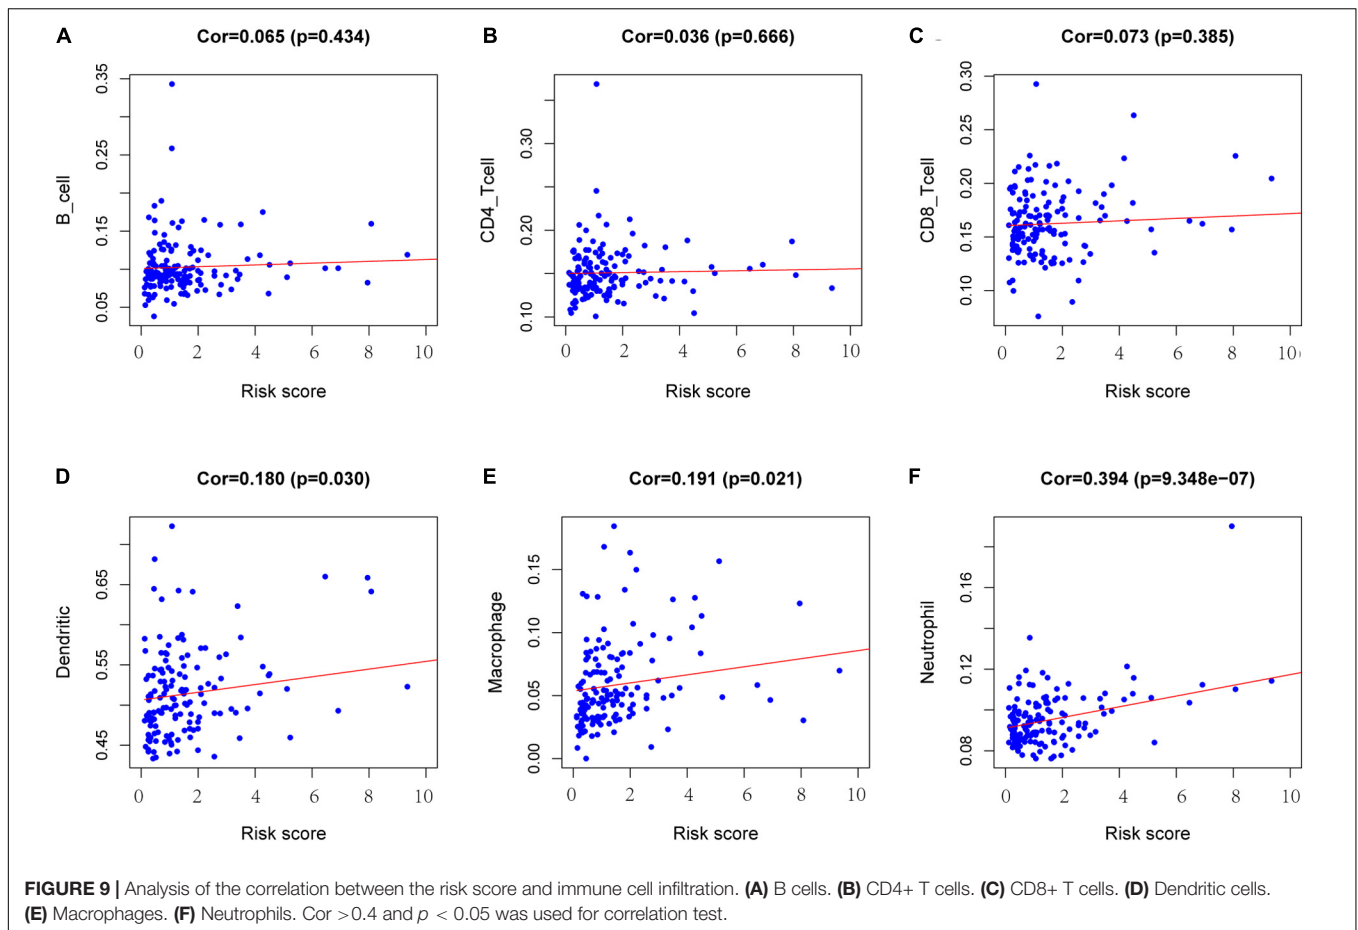 A
Cor=0.065 (p=0.434)
B_cell
0.05 0.15 0.25 0.35
0 2 4 6 8 10
Risk score
B
Cor=0.036 (p=0.666)
CD4_Tcell
0.10 0.20 0.30
0 2 4 6 8 10
Risk score
C
Cor=0.073 (p=0.385)
CD8_Tcell
0.10 0.15 0.20 0.25 0.30
0 2 4 6 8 10
Risk score
D
Cor=0.180 (p=0.030)
Dendritic
0.45 0.55 0.65
0 2 4 6 8 10
Risk score
E
Cor=0.191 (p=0.021)
Macrophage
0.00 0.05 0.10 0.15
0 2 4 6 8 10
Risk score
F
Cor=0.394 (p=9.348e−07)
Neutrophil
0.08 0.12 0.16
0 2 4 6 8 10
Risk score
FIGURE 9 | Analysis of the correlation between the risk score and immune cell infiltration. (A) B cells. (B) CD4+ T cells. (C) CD8+ T cells. (D) Dendritic cells.
(E) Macrophages. (F) Neutrophils. Cor >0.4 and p < 0.05 was used for correlation test.